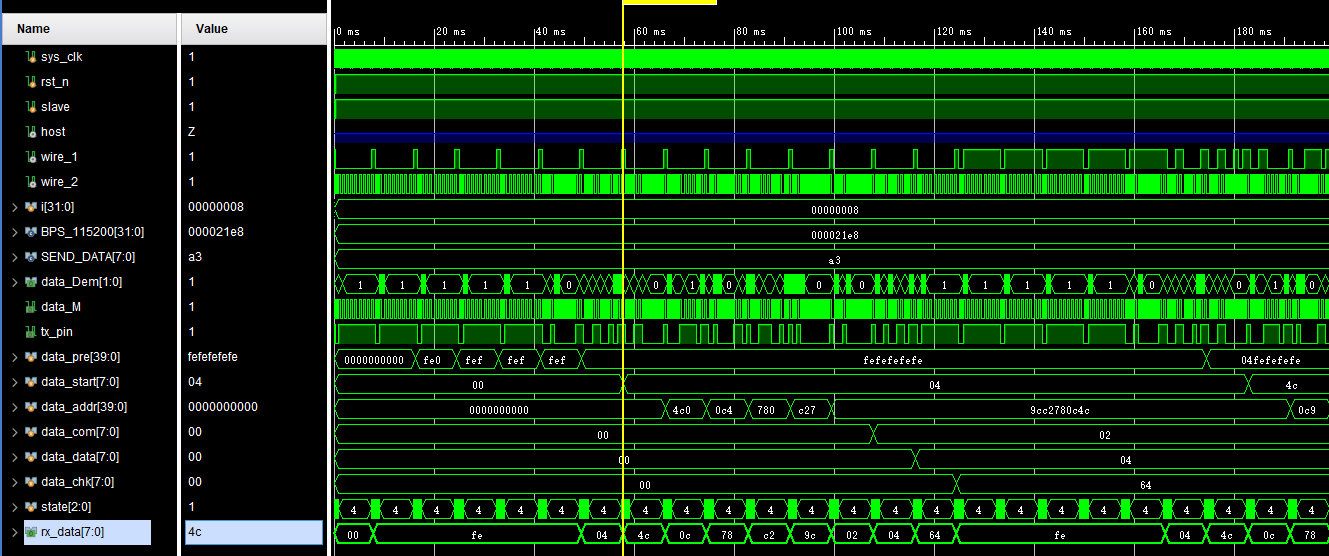 Name Value
0 ms 20 ms 40 ms 60 ms 80 ms 100 ms 120 ms 140 ms 160 ms 180 ms
sys_clk 1
rst_n 1
slave 1
host Z
wire_1 1
wire_2 1
i[31:0] 00000008 00000008
BPS_115200[31:0] 000021e8 000021e8
SEND_DATA[7:0] a3 a3
data_Dem[1:0] 1 1 1 1 1 1 0 0 1 0 0 0 0 1 1 1 1 1 0 0 1 0
data_M 1
tx_pin 1
data_pre[39:0] fefefefefe 0000000000 fe0 fef fef fef fefefefefe 04fefefefe
data_start[7:0] 04 00 04 4c
data_addr[39:0] 0000000000 0000000000 4c0 0c4 780 c27 9cc2780c4c 0c9
data_com[7:0] 00 00 02
data_data[7:0] 00 00 04
data_chk[7:0] 00 00 64
state[2:0] 1 4 4 4 4 4 4 4 4 4 4 4 4 4 4 4 4 4 4 4 4 4 4 4 4
rx_data[7:0] 4c 00 fe 04 4c 0c 78 c2 9c 02 04 64 fe 04 4c 0c 78